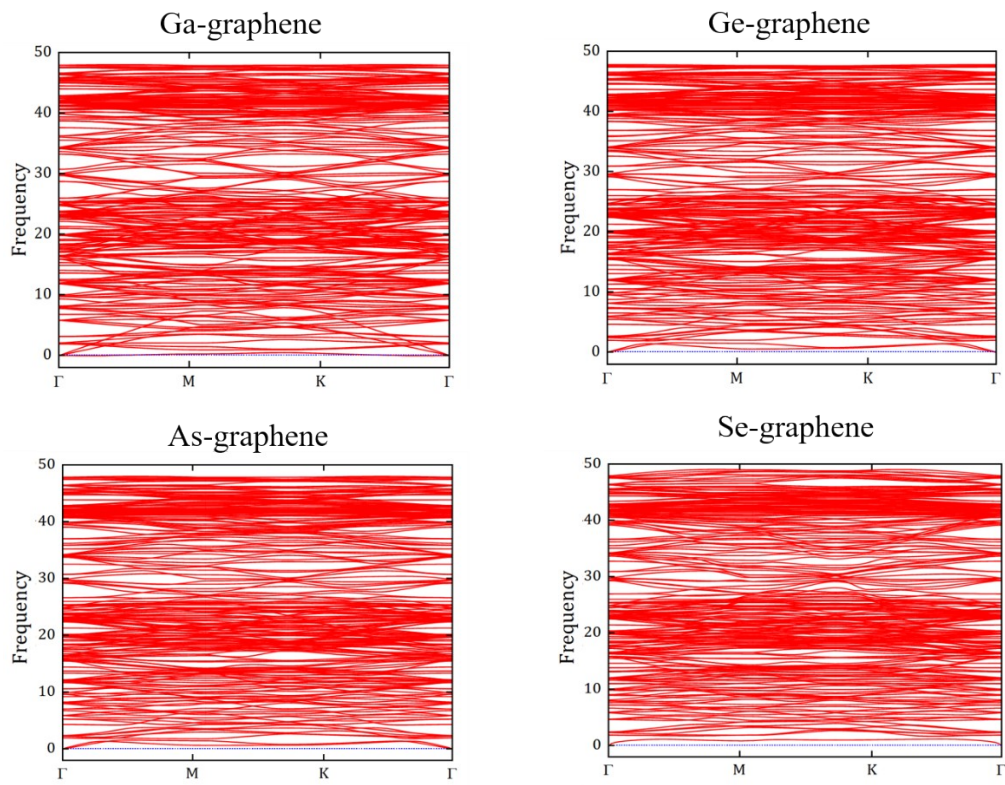 Ga-graphene
50
40
30
20
10
0
Frequency
Γ M K Γ
Ge-graphene
50
40
30
20
10
0
Frequency
Γ M K Γ
As-graphene
50
40
30
20
10
0
Frequency
Γ M K Γ
Se-graphene
50
40
30
20
10
0
Frequency
Γ M K Γ